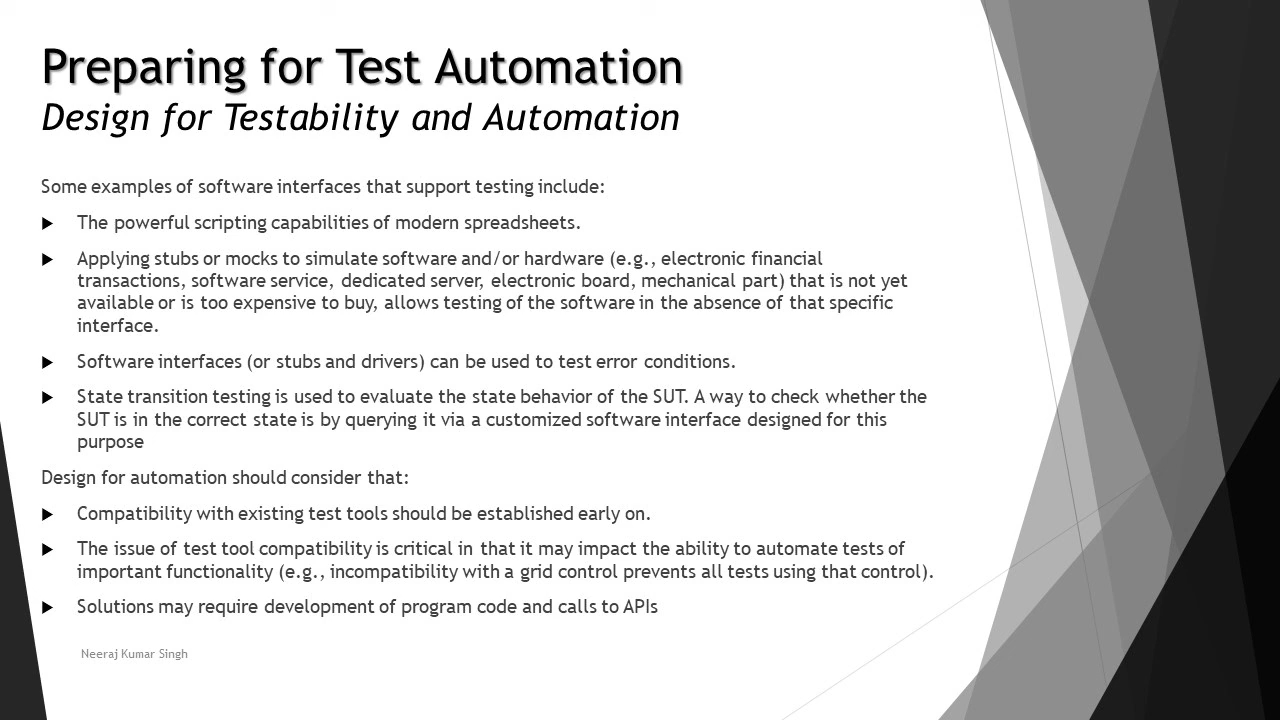 Preparing for Test Automation
Design for Testability and Automation
Some examples of software interfaces that support testing include:
The powerful scripting capabilities of modern spreadsheets.
Applying stubs or mocks to simulate software and/or hardware (e.g., electronic financial
transactions, software service, dedicated server, electronic board, mechanical part) that is not yet
available or is too expensive to buy, allows testing of the software in the absence of that specific
interface.
Software interfaces (or stubs and drivers) can be used to test error conditions.
State transition testing is used to evaluate the state behavior of the SUT. A way to check whether the
SUT is in the correct state is by querying it via a customized software interface designed for this
purpose
Design for automation should consider that:
Compatibility with existing test tools should be established early on.
The issue of test tool compatibility is critical in that it may impact the ability to automate tests of
important functionality (e.g., incompatibility with a grid control prevents all tests using that control).
Solutions may require development of program code and calls to APIs
Neeraj Kumar Singh